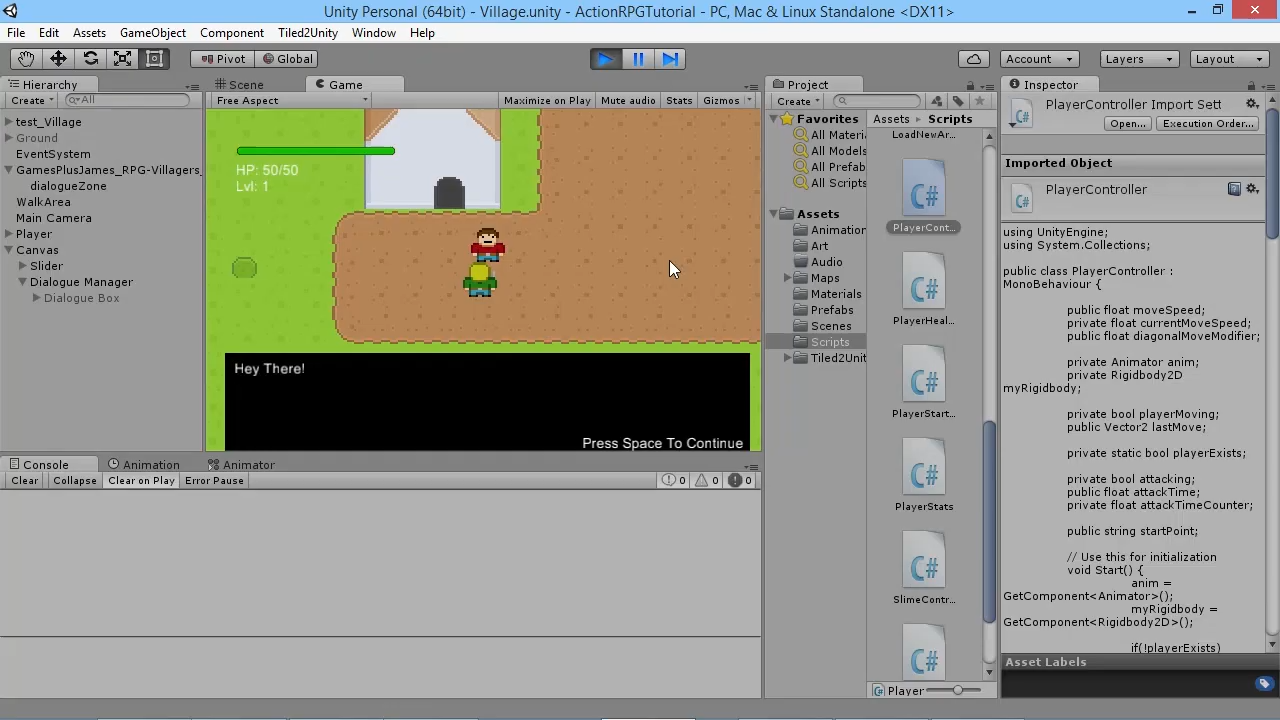 Unity Personal (64bit) - Village.unity - ActionRPGTutorial - PC, Mac & Linux Standalone <DX11>
File Edit Assets GameObject Component Tiled2Unity Window Help
Pivot Global Account Layers Layout
Hierarchy
Create All
test_Village
Ground
EventSystem
GamesPlusJames_RPG-Villagers_
dialogueZone
WalkArea
Main Camera
Player
Canvas
Slider
Dialogue Manager
Dialogue Box
Scene Game
Free Aspect Maximize on Play Mute audio Stats Gizmos
HP: 50/50
Lvl: 1
Hey There!
Press Space To Continue
Console Animation Animator
Clear Collapse Clear on Play Error Pause 0 0 0
Project
Create
Favorites
All Materi
All Models
All Prefab
All Scripts
Assets
Animation
Art
Audio
Maps
Materials
Prefabs
Scenes
Scripts
Tiled2Unit
Assets Scripts
LoadNewAr...
C#
PlayerCont...
C#
PlayerHeal...
C#
PlayerStart...
C#
PlayerStats
C#
SlimeContr...
C#
Player
Inspector
PlayerController Import Setti
Open... Execution Order...
Imported Object
PlayerController
using UnityEngine;
using System.Collections;
public class PlayerController :
MonoBehaviour {
public float moveSpeed;
private float currentMoveSpeed;
public float diagonalMoveModifier;
private Animator anim;
private Rigidbody2D
myRigidbody;
private bool playerMoving;
public Vector2 lastMove;
private static bool playerExists;
private bool attacking;
public float attackTime;
private float attackTimeCounter;
public string startPoint;
// Use this for initialization
void Start() {
anim =
GetComponent<Animator>();
myRigidbody =
GetComponent<Rigidbody2D>();
if(!playerExists)
Asset Labels